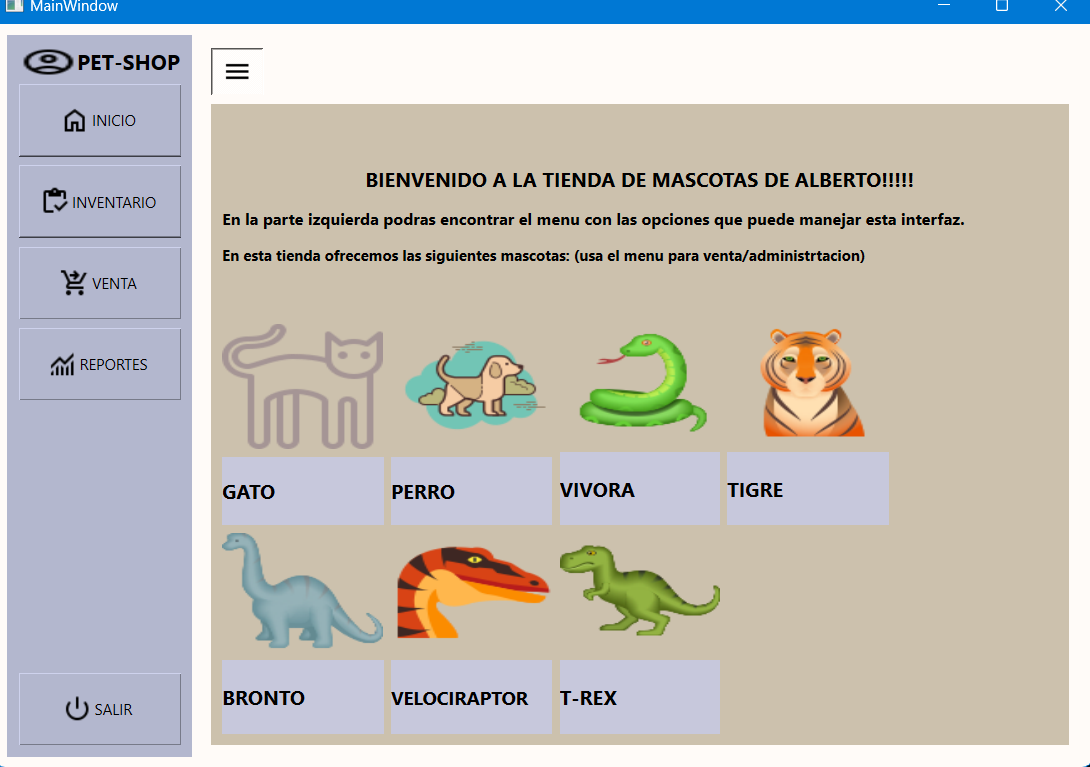 MainWindow
PET-SHOP
INICIO
INVENTARIO
VENTA
REPORTES
SALIR
BIENVENIDO A LA TIENDA DE MASCOTAS DE ALBERTO!!!!!
En la parte izquierda podras encontrar el menu con las opciones que puede manejar esta interfaz.
En esta tienda ofrecemos las siguientes mascotas: (usa el menu para venta/administrtacion)
GATO
PERRO
VIVORA
TIGRE
BRONTO
VELOCIRAPTOR
T-REX